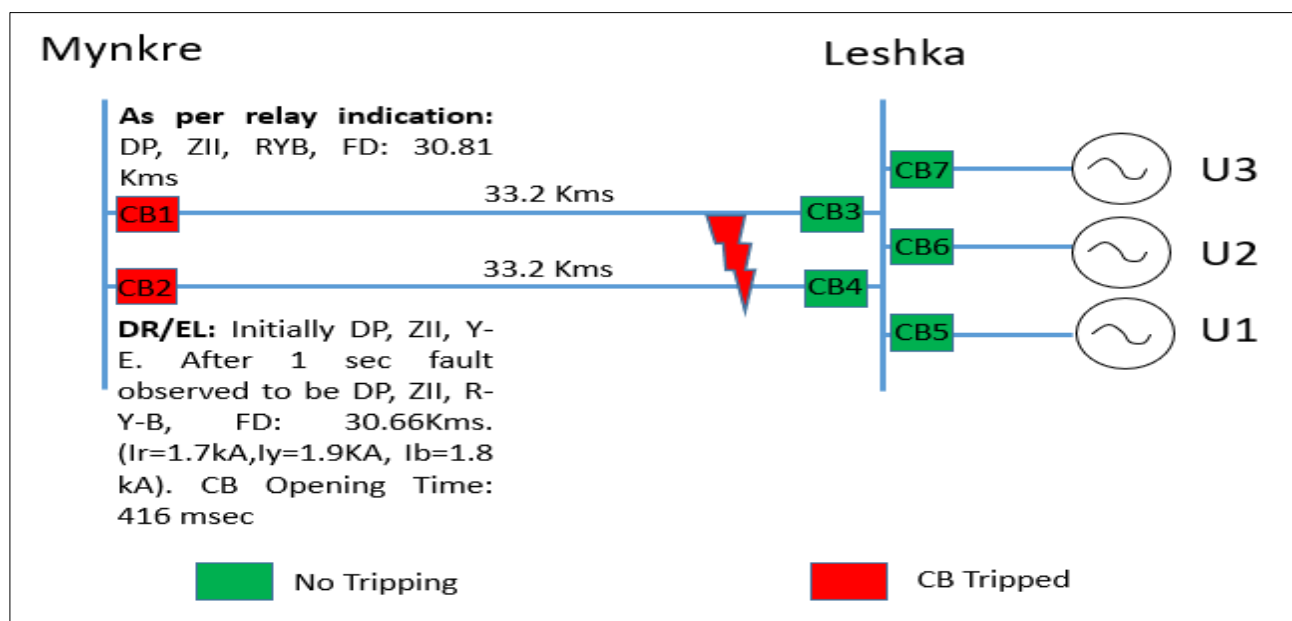 Mynkre
Leshka
As per relay indication:
DP, ZII, RYB, FD: 30.81
Kms
CB1
33.2 Kms
CB3
CB7
U3
CB2
33.2 Kms
CB4
CB6
U2
CB5
U1
DR/EL: Initially DP, ZII, Y-
E. After 1 sec fault
observed to be DP, ZII, R-
Y-B, FD: 30.66Kms.
(Ir=1.7kA,Iy=1.9KA, Ib=1.8
kA). CB Opening Time:
416 msec
No Tripping
CB Tripped